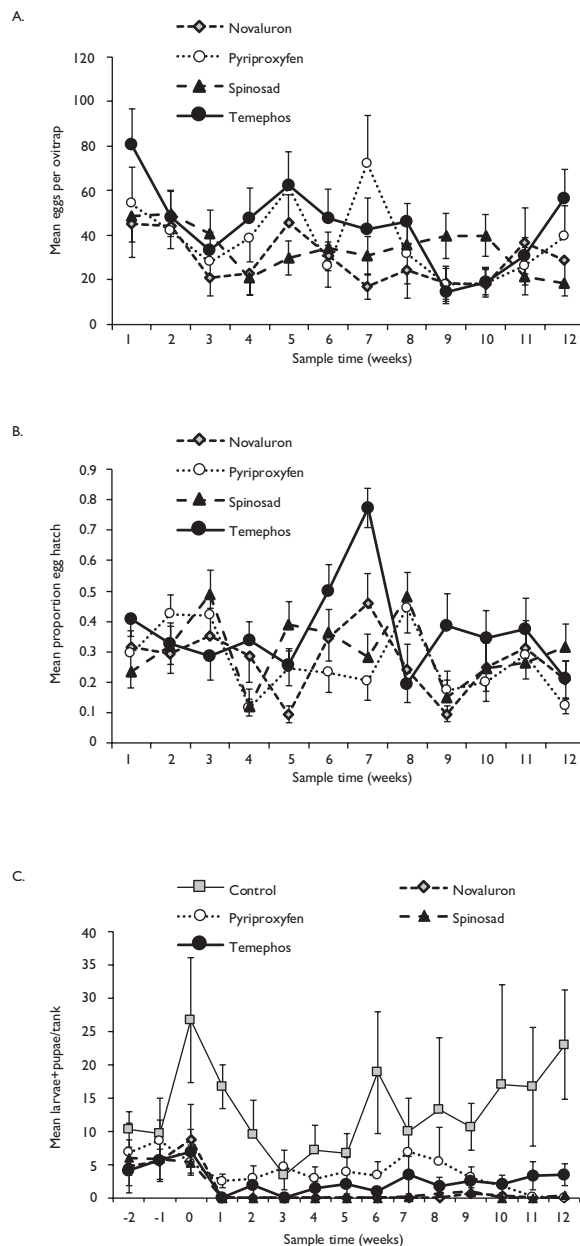 A.
Novaluron
Pyriproxyfen
Spinosad
Temephos
Mean eggs per ovitrap
120
100
80
60
40
20
0
1 2 3 4 5 6 7 8 9 10 11 12
Sample time (weeks)
B.
Novaluron
Pyriproxyfen
Spinosad
Temephos
Mean proportion egg hatch
0.9
0.8
0.7
0.6
0.5
0.4
0.3
0.2
0.1
0
1 2 3 4 5 6 7 8 9 10 11 12
Sample time (weeks)
C.
Control Novaluron
Pyriproxyfen Spinosad
Temephos
Mean larvae+pupae/tank
40
35
30
25
20
15
10
5
0
-2 -1 0 1 2 3 4 5 6 7 8 9 10 11 12
Sample time (weeks)